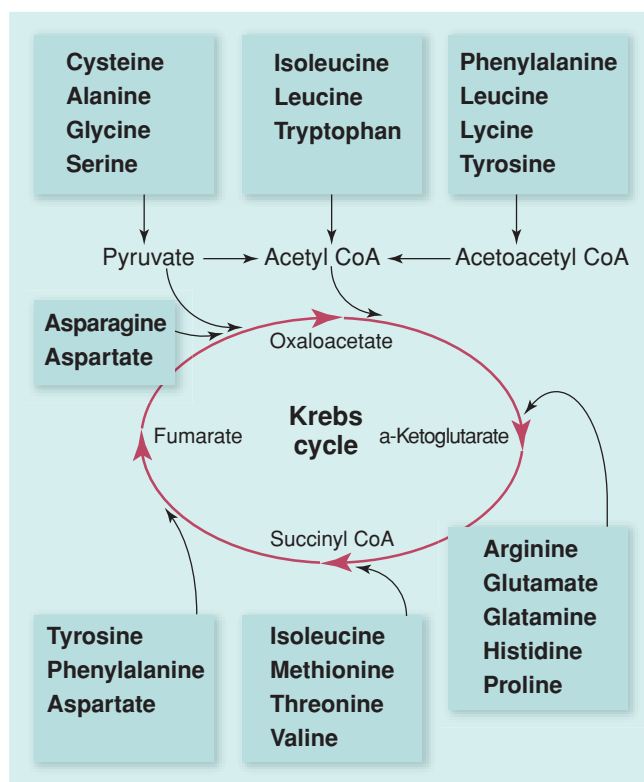 Cysteine
Alanine
Glycine
Serine
Isoleucine
Leucine
Tryptophan
Phenylalanine
Leucine
Lycine
Tyrosine
Pyruvate
Acetyl CoA
Acetoacetyl CoA
Asparagine
Aspartate
Oxaloacetate
Fumarate
Krebs
cycle
a-Ketoglutarate
Succinyl CoA
Tyrosine
Phenylalanine
Aspartate
Isoleucine
Methionine
Threonine
Valine
Arginine
Glutamate
Glatamine
Histidine
Proline